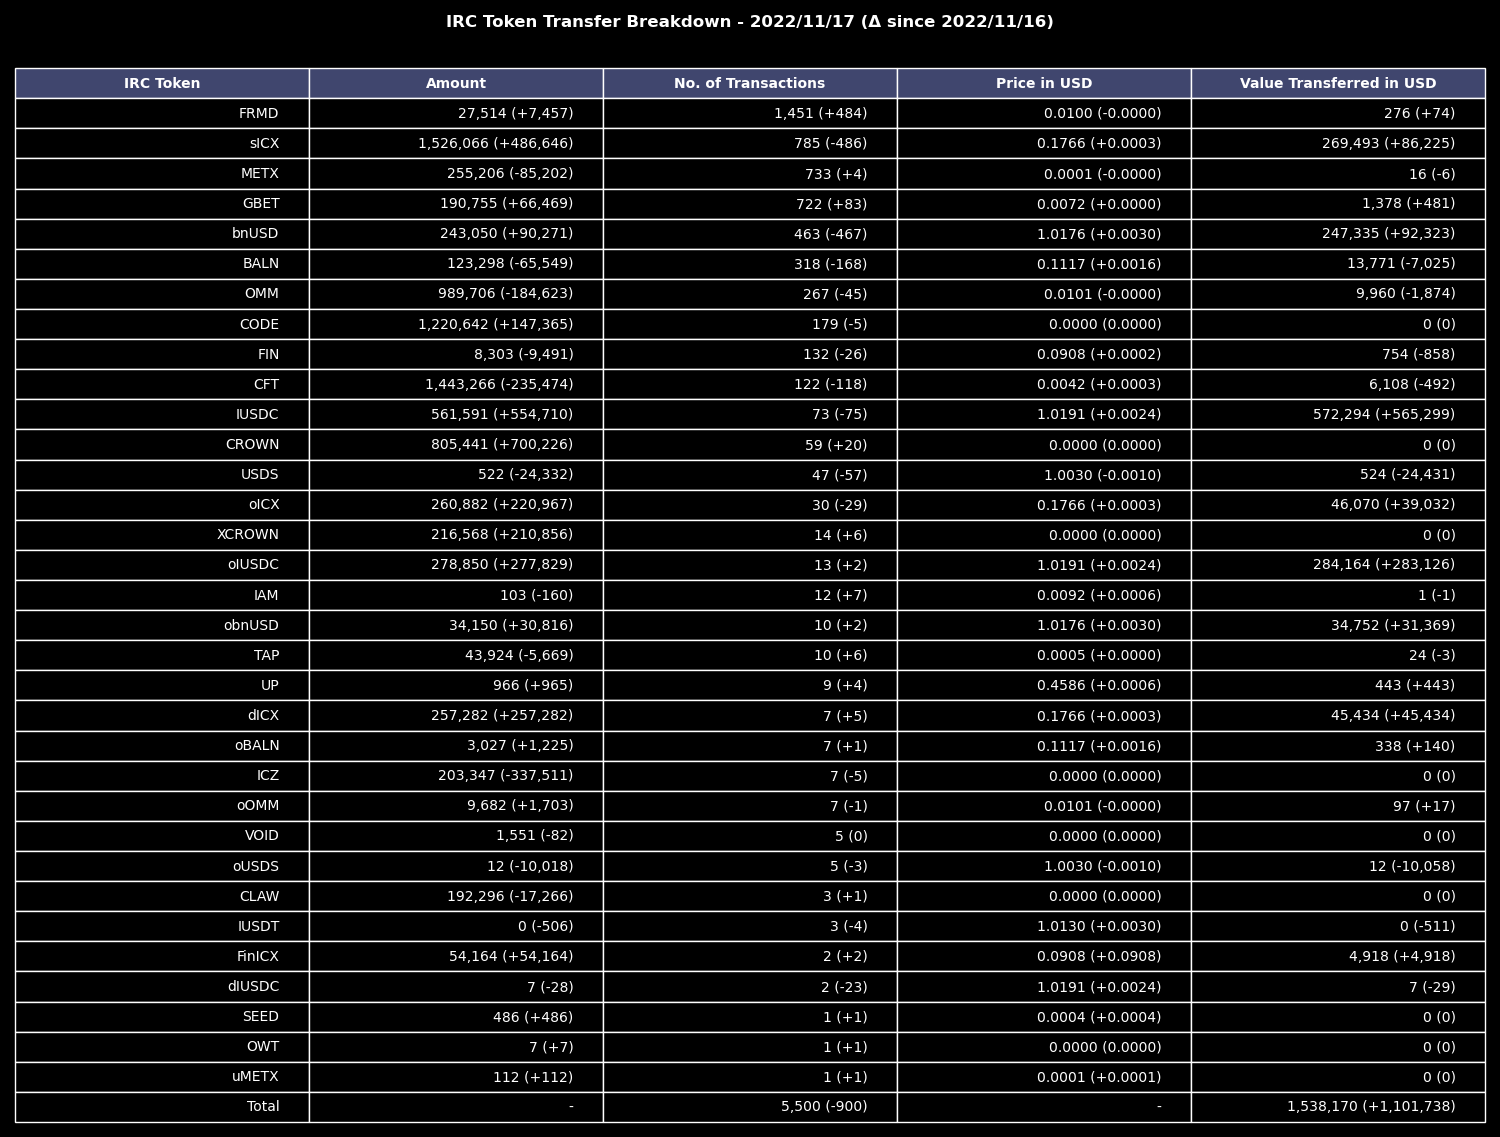 IRC Token Transfer Breakdown - 2022/11/17 (Δ since 2022/11/16)
IRC Token Amount No. of Transactions Price in USD Value Transferred in USD
FRMD 27,514 (+7,457) 1,451 (+484) 0.0100 (-0.0000) 276 (+74)
sICX 1,526,066 (+486,646) 785 (-486) 0.1766 (+0.0003) 269,493 (+86,225)
METX 255,206 (-85,202) 733 (+4) 0.0001 (-0.0000) 16 (-6)
GBET 190,755 (+66,469) 722 (+83) 0.0072 (+0.0000) 1,378 (+481)
bnUSD 243,050 (+90,271) 463 (-467) 1.0176 (+0.0030) 247,335 (+92,323)
BALN 123,298 (-65,549) 318 (-168) 0.1117 (+0.0016) 13,771 (-7,025)
OMM 989,706 (-184,623) 267 (-45) 0.0101 (-0.0000) 9,960 (-1,874)
CODE 1,220,642 (+147,365) 179 (-5) 0.0000 (0.0000) 0 (0)
FIN 8,303 (-9,491) 132 (-26) 0.0908 (+0.0002) 754 (-858)
CFT 1,443,266 (-235,474) 122 (-118) 0.0042 (+0.0003) 6,108 (-492)
IUSDC 561,591 (+554,710) 73 (-75) 1.0191 (+0.0024) 572,294 (+565,299)
CROWN 805,441 (+700,226) 59 (+20) 0.0000 (0.0000) 0 (0)
USDS 522 (-24,332) 47 (-57) 1.0030 (-0.0010) 524 (-24,431)
oICX 260,882 (+220,967) 30 (-29) 0.1766 (+0.0003) 46,070 (+39,032)
XCROWN 216,568 (+210,856) 14 (+6) 0.0000 (0.0000) 0 (0)
oIUSDC 278,850 (+277,829) 13 (+2) 1.0191 (+0.0024) 284,164 (+283,126)
IAM 103 (-160) 12 (+7) 0.0092 (+0.0006) 1 (-1)
obnUSD 34,150 (+30,816) 10 (+2) 1.0176 (+0.0030) 34,752 (+31,369)
TAP 43,924 (-5,669) 10 (+6) 0.0005 (+0.0000) 24 (-3)
UP 966 (+965) 9 (+4) 0.4586 (+0.0006) 443 (+443)
dICX 257,282 (+257,282) 7 (+5) 0.1766 (+0.0003) 45,434 (+45,434)
oBALN 3,027 (+1,225) 7 (+1) 0.1117 (+0.0016) 338 (+140)
ICZ 203,347 (-337,511) 7 (-5) 0.0000 (0.0000) 0 (0)
oOMM 9,682 (+1,703) 7 (-1) 0.0101 (-0.0000) 97 (+17)
VOID 1,551 (-82) 5 (0) 0.0000 (0.0000) 0 (0)
oUSDS 12 (-10,018) 5 (-3) 1.0030 (-0.0010) 12 (-10,058)
CLAW 192,296 (-17,266) 3 (+1) 0.0000 (0.0000) 0 (0)
IUSDT 0 (-506) 3 (-4) 1.0130 (+0.0030) 0 (-511)
FinICX 54,164 (+54,164) 2 (+2) 0.0908 (+0.0908) 4,918 (+4,918)
dIUSDC 7 (-28) 2 (-23) 1.0191 (+0.0024) 7 (-29)
SEED 486 (+486) 1 (+1) 0.0004 (+0.0004) 0 (0)
OWT 7 (+7) 1 (+1) 0.0000 (0.0000) 0 (0)
uMETX 112 (+112) 1 (+1) 0.0001 (+0.0001) 0 (0)
Total - 5,500 (-900) - 1,538,170 (+1,101,738)